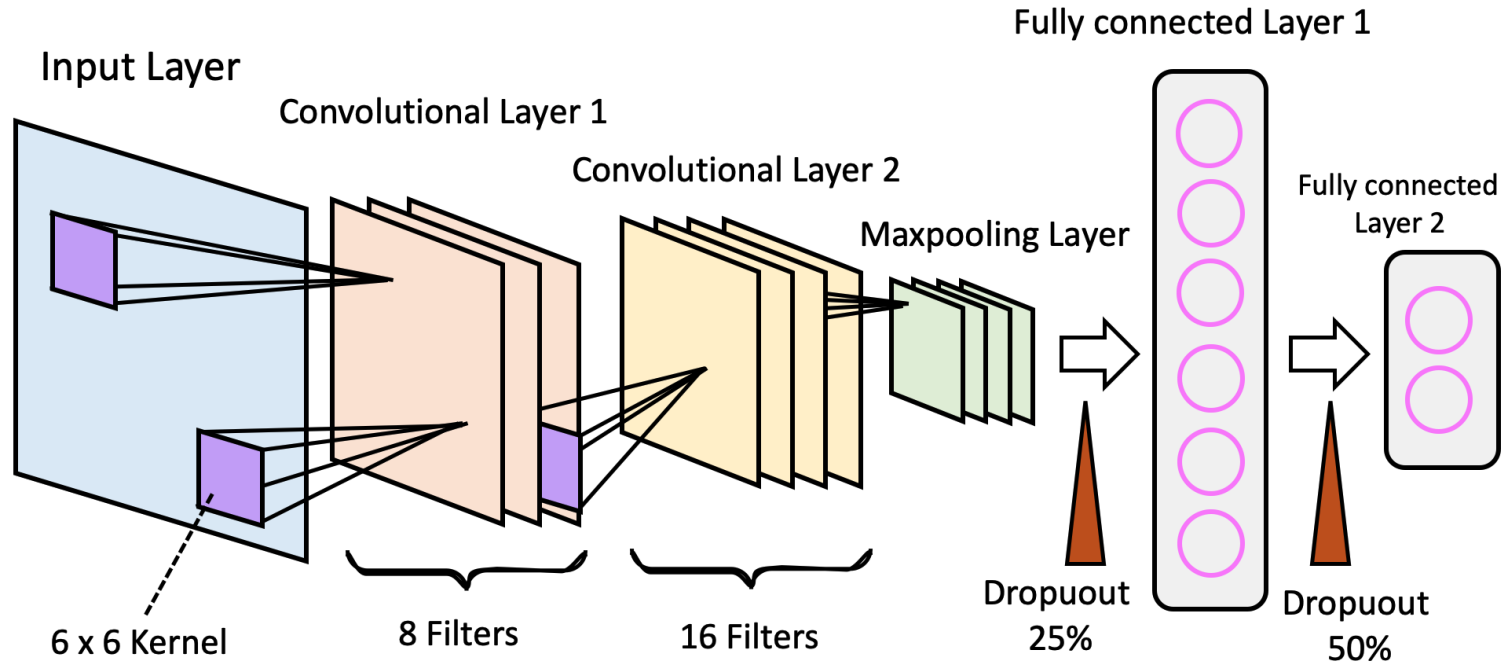 Input Layer
Convolutional Layer 1
Convolutional Layer 2
Maxpooling Layer
Fully connected Layer 1
Fully connected
Layer 2
6 x 6 Kernel
8 Filters
16 Filters
Dropuout
25%
Dropuout
50%